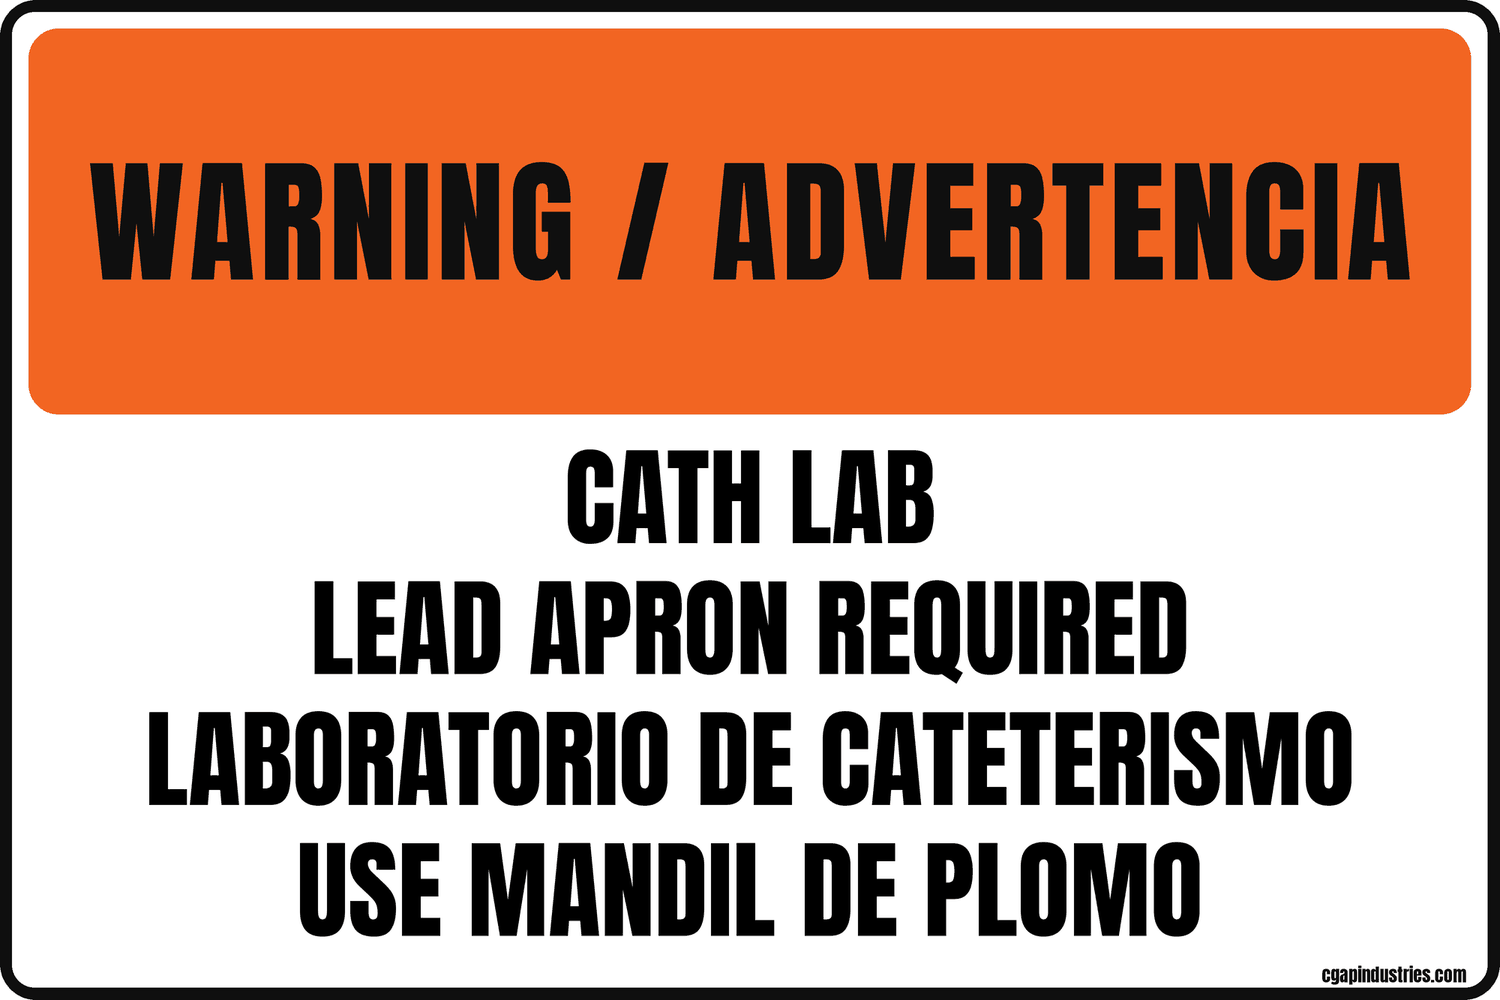 WARNING / ADVERTENCIA
CATH LAB
LEAD APRON REQUIRED
LABORATORIO DE CATETERISMO
USE MANDIL DE PLOMO
cgapindustries.com